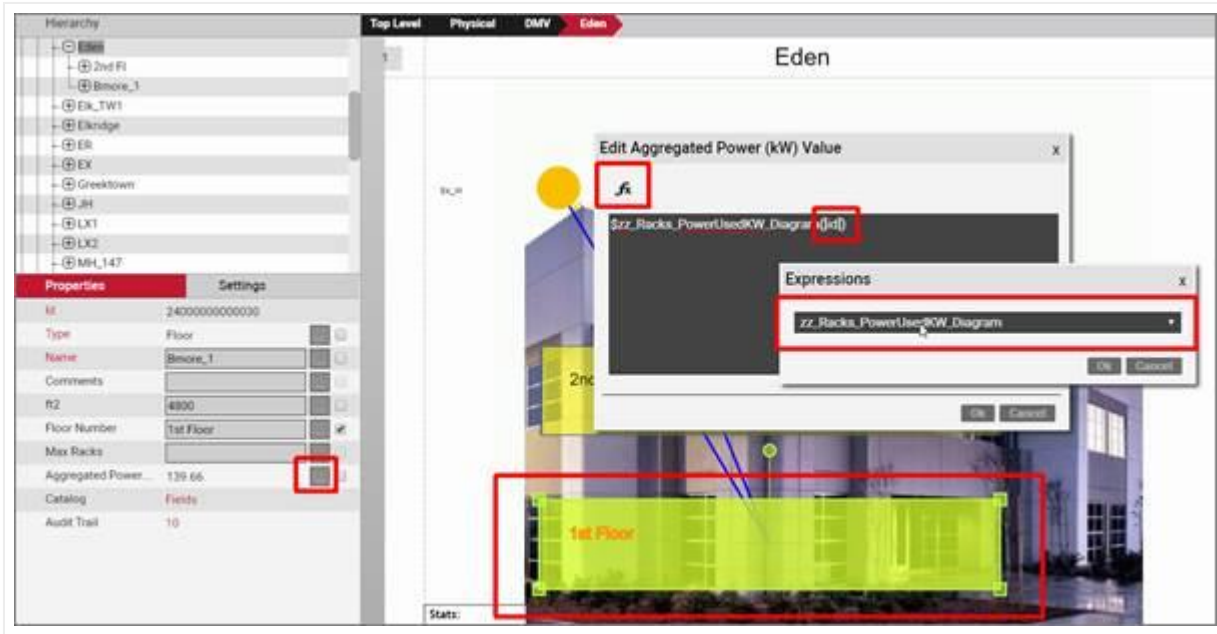 Hierarchy
Eden
2nd Fl
Bmore_1
Elk_TW1
Elkridge
ER
EX
Greektown
JH
LX1
LX2
MH_147
Properties Settings
Id 24000000000030
Type Floor
Name Bmore_1
Comments
ft2 4800
Floor Number 1st Floor
Max Racks
Aggregated Power... 139.66
Catalog Fields
Audit Trail 10
Top Level Physical DMV Eden
Eden
Edit Aggregated Power (kW) Value x
fx
$zz_Racks_PowerUsedKW_Diagram([id])
Expressions x
zz_Racks_PowerUsedKW_Diagram
Ok Cancel
Ok Cancel
1st Floor
Stats: